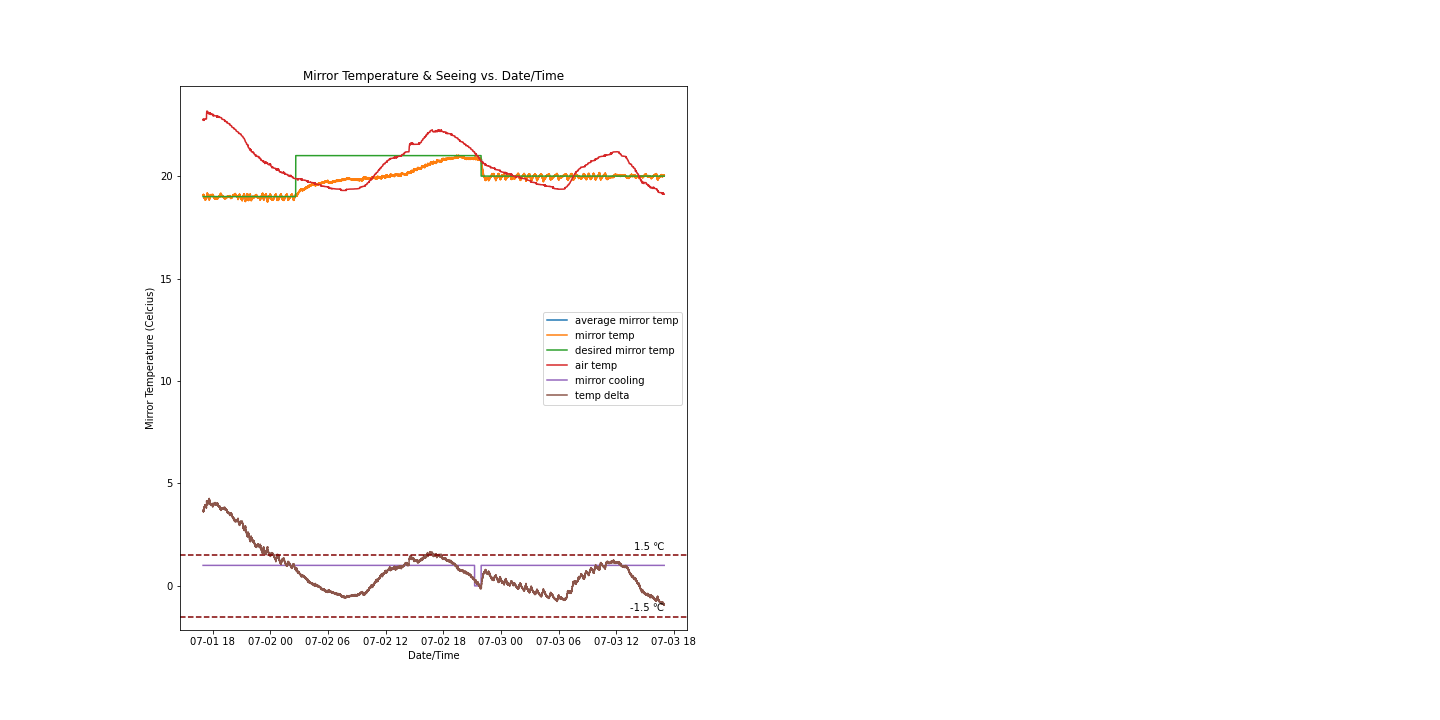 Mirror Temperature & Seeing vs. Date/Time
Mirror Temperature (Celcius)
20
15
10
5
0
average mirror temp
mirror temp
desired mirror temp
air temp
mirror cooling
temp delta
1.5 °C
-1.5 °C
07-01 18 07-02 00 07-02 06 07-02 12 07-02 18 07-03 00 07-03 06 07-03 12 07-03 18
Date/Time